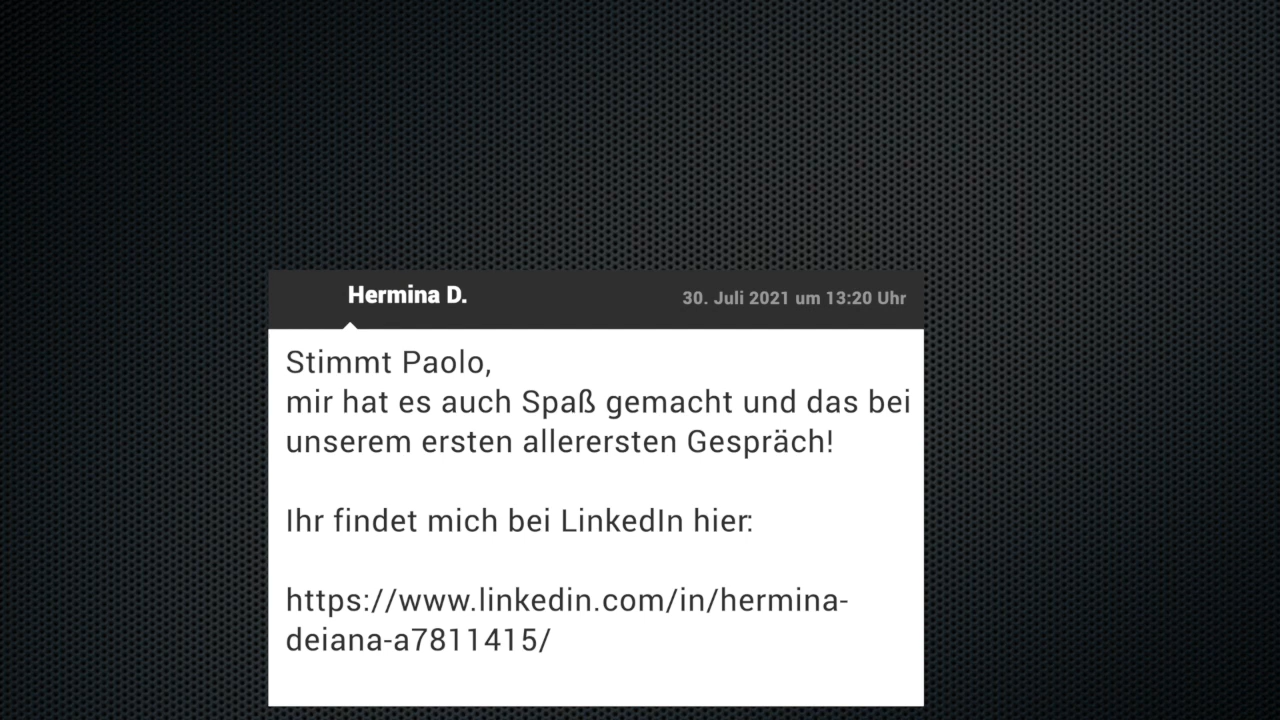 Hermina D.
30. Juli 2021 um 13:20 Uhr
Stimmt Paolo,
mir hat es auch Spaß gemacht und das bei
unserem ersten allerersten Gespräch!
Ihr findet mich bei LinkedIn hier:
https://www.linkedin.com/in/hermina-
deiana-a7811415/